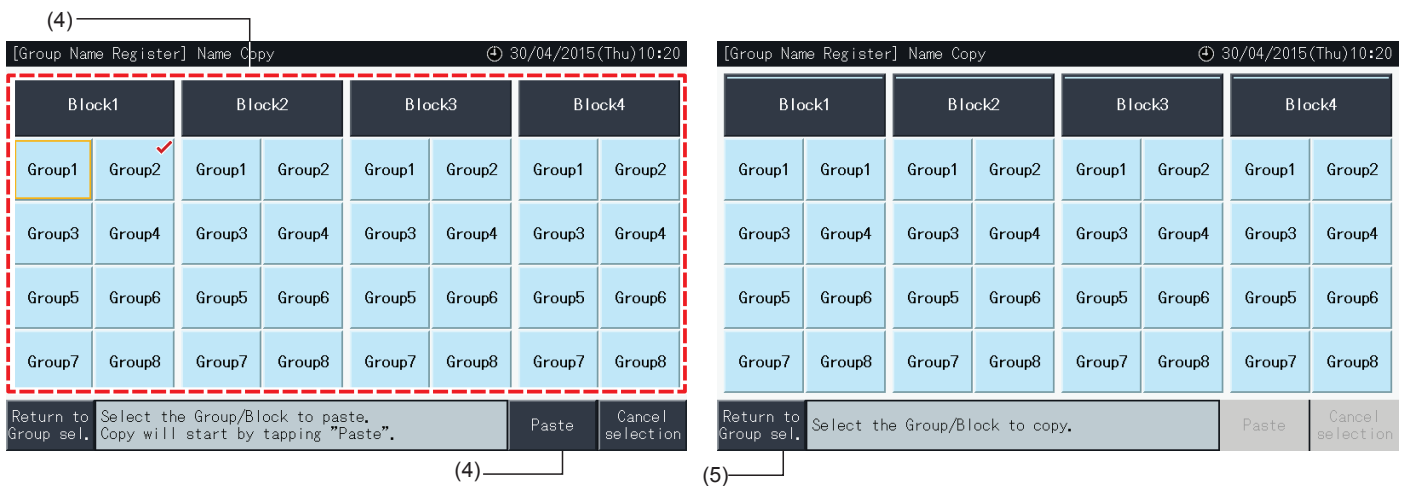 (4)
[Group Name Register] Name Copy 30/04/2015(Thu)10:20
Block1 Block2 Block3 Block4
Group1 Group2 Group1 Group2 Group1 Group2 Group1 Group2
Group3 Group4 Group3 Group4 Group3 Group4 Group3 Group4
Group5 Group6 Group5 Group6 Group5 Group6 Group5 Group6
Group7 Group8 Group7 Group8 Group7 Group8 Group7 Group8
Return to
Group sel.
Select the Group/Block to paste.
Copy will start by tapping ”Paste”.
Paste
Cancel
selection
(4)
[Group Name Register] Name Copy 30/04/2015(Thu)10:20
Block1 Block2 Block3 Block4
Group1 Group2 Group1 Group2 Group1 Group2 Group1 Group2
Group3 Group4 Group3 Group4 Group3 Group4 Group3 Group4
Group5 Group6 Group5 Group6 Group5 Group6 Group5 Group6
Group7 Group8 Group7 Group8 Group7 Group8 Group7 Group8
Return to
Group sel.
Select the Group/Block to copy.
Paste
Cancel
selection
(5)